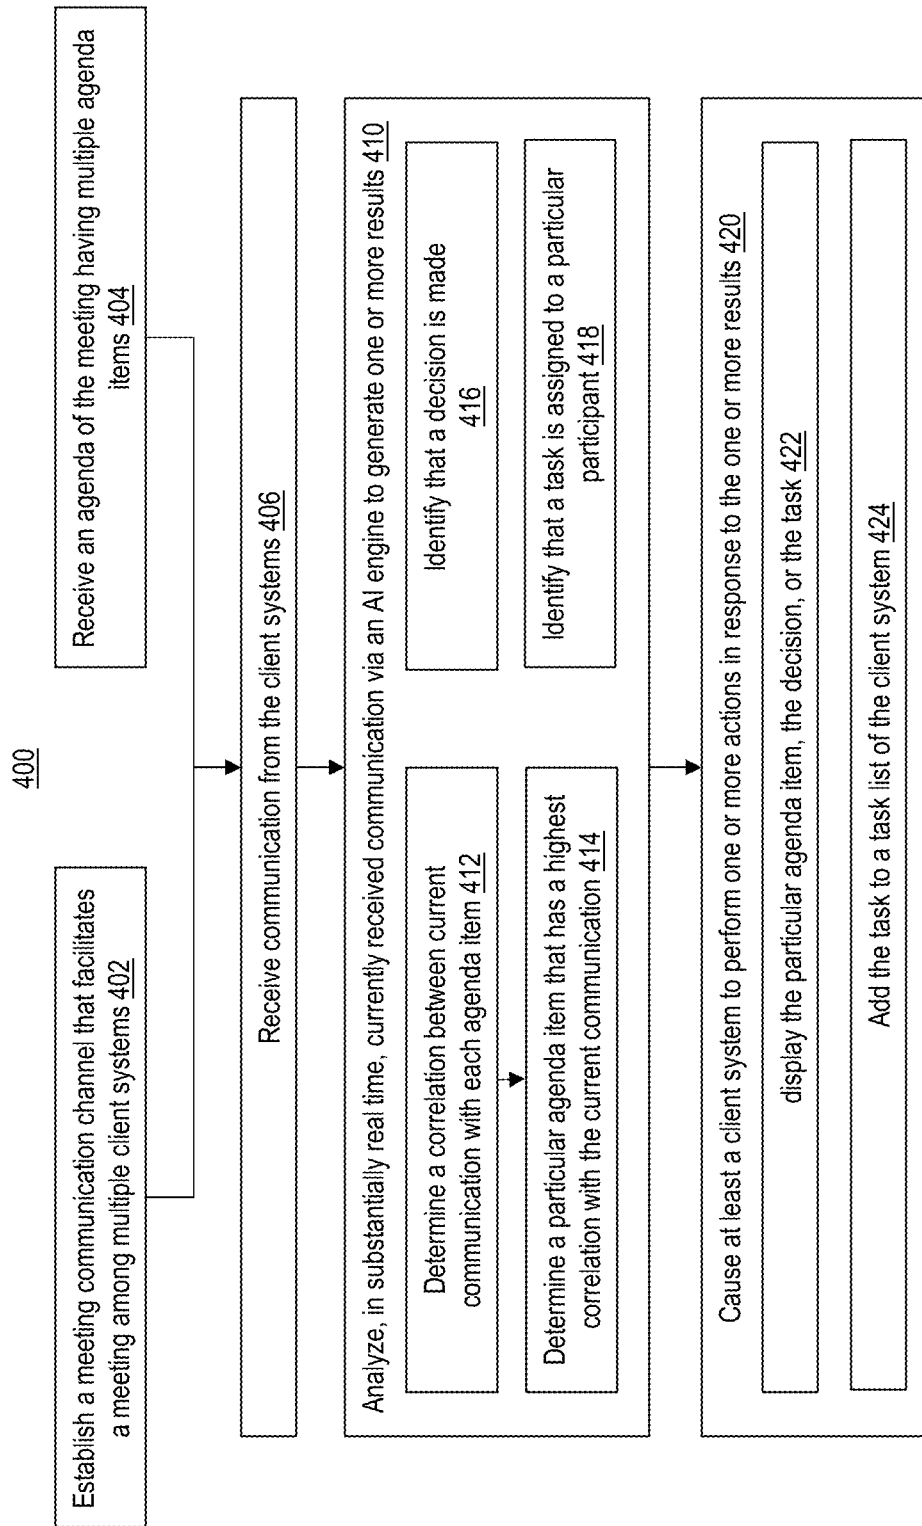 400
Establish a meeting communication channel that facilitates
a meeting among multiple client systems 402
Receive an agenda of the meeting having multiple agenda
items 404
Receive communication from the client systems 406
Analyze, in substantially real time, currently received communication via an AI engine to generate one or more results 410
Determine a correlation between current
communication with each agenda item 412
Determine a particular agenda item that has a highest
correlation with the current communication 414
Identify that a decision is made
416
Identify that a task is assigned to a particular
participant 418
Cause at least a client system to perform one or more actions in response to the one or more results 420
display the particular agenda item, the decision, or the task 422
Add the task to a task list of the client system 424